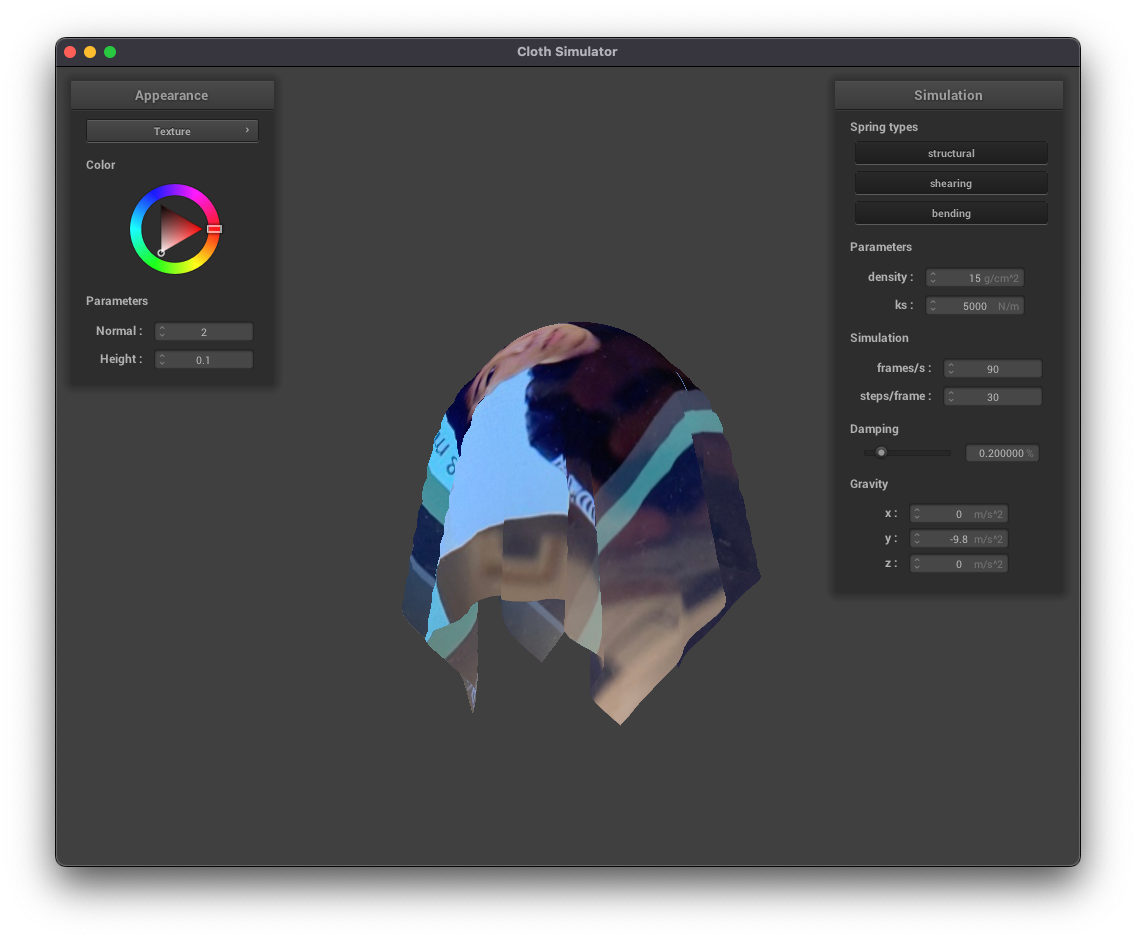 Cloth Simulator
Appearance
Texture
Color
Parameters
Normal : 2
Height : 0.1
Simulation
Spring types
structural
shearing
bending
Parameters
density : 15 g/cm^2
ks : 5000 N/m
Simulation
frames/s : 90
steps/frame : 30
Damping
0.200000 %
Gravity
x : 0 m/s^2
y : -9.8 m/s^2
z : 0 m/s^2